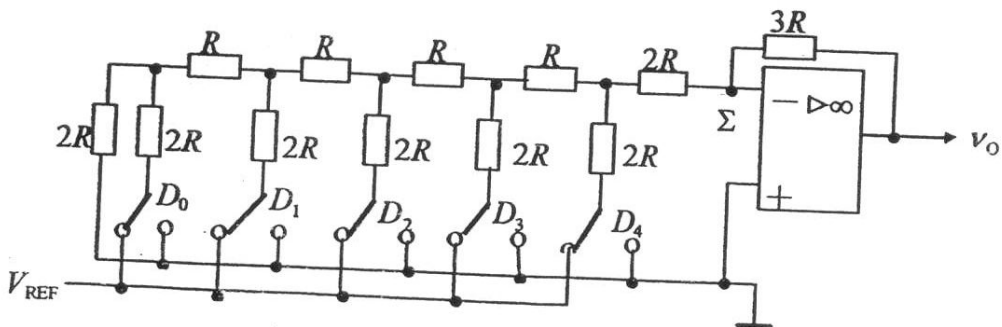 3R
R R R R 2R
− ▷∞
Σ
2R 2R 2R 2R 2R 2R
v_O
+
D_0 D_1 D_2 D_3 D_4
V_REF